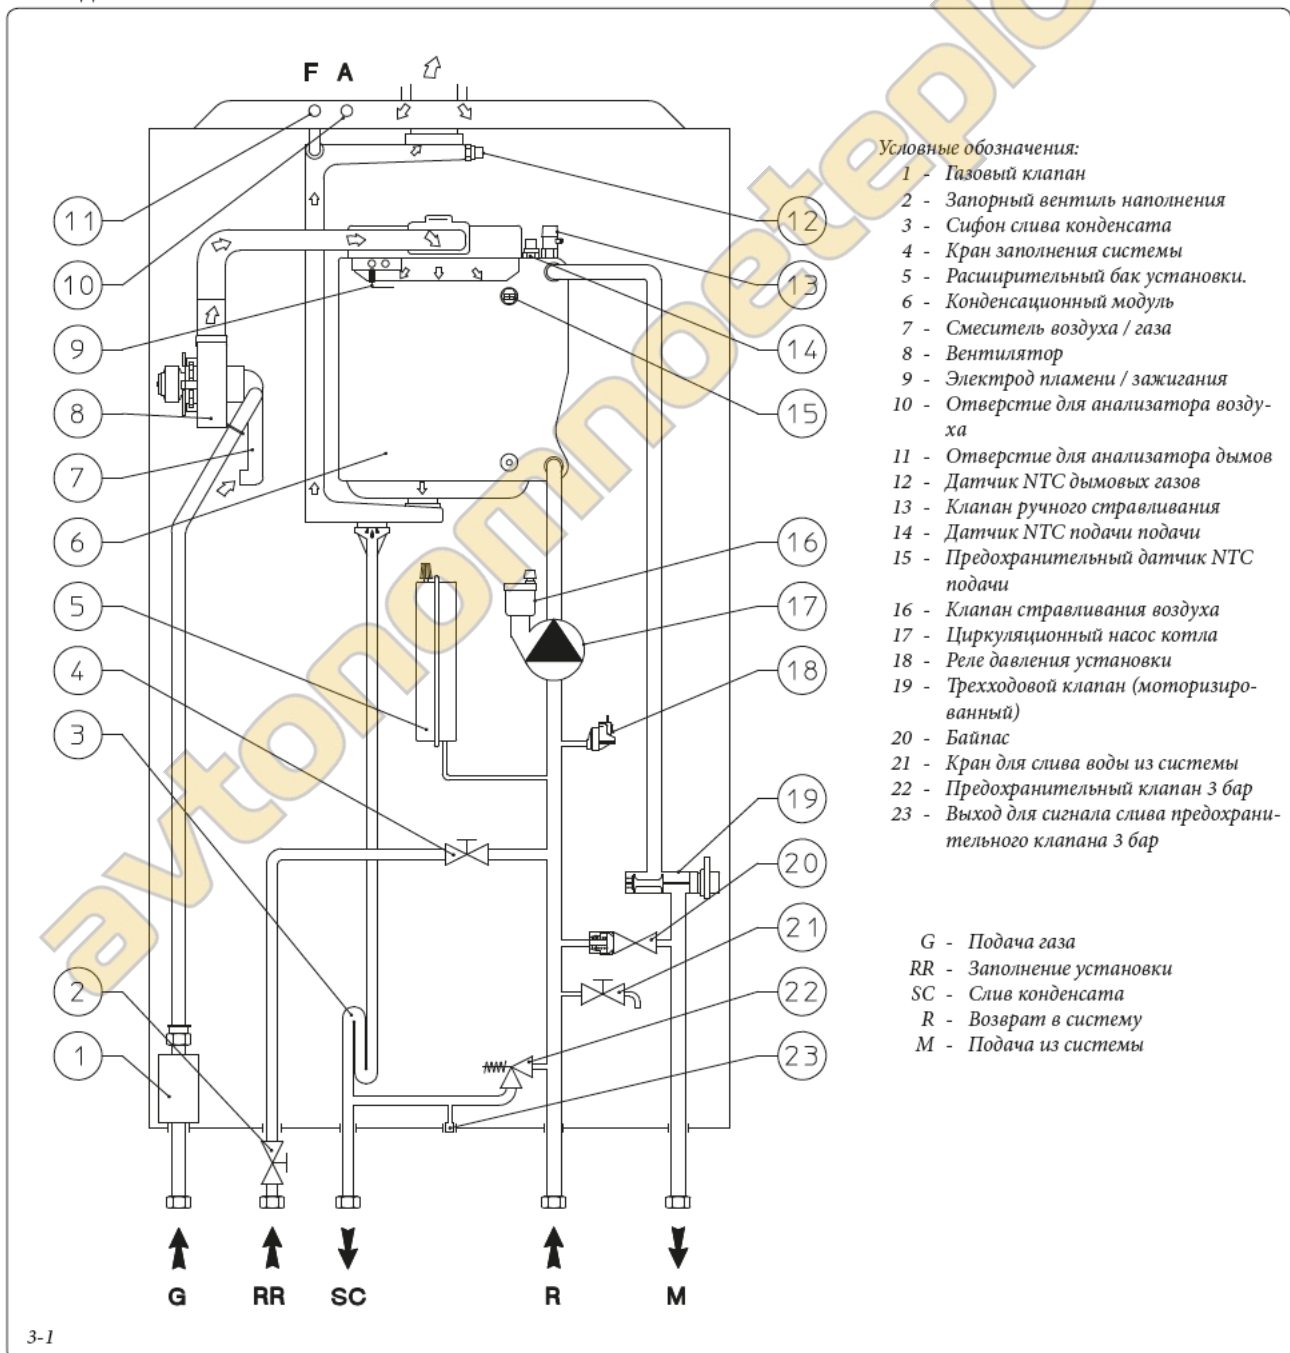 F A
11
10
9
8
7
6
5
4
3
2
1
12
13
14
15
16
17
18
19
20
21
22
23
G RR SC R M
3-1
Условные обозначения:
1 - Газовый клапан
2 - Запорный вентиль наполнения
3 - Сифон слива конденсата
4 - Кран заполнения системы
5 - Расширительный бак установки.
6 - Конденсационный модуль
7 - Смеситель воздуха / газа
8 - Вентилятор
9 - Электрод пламени / зажигания
10 - Отверстие для анализатора возду-
ха
11 - Отверстие для анализатора дымов
12 - Датчик NTC дымовых газов
13 - Клапан ручного стравливания
14 - Датчик NTC подачи подачи
15 - Предохранительный датчик NTC
подачи
16 - Клапан стравливания воздуха
17 - Циркуляционный насос котла
18 - Реле давления установки
19 - Трехходовой клапан (моторизиро-
ванный)
20 - Байпас
21 - Кран для слива воды из системы
22 - Предохранительный клапан 3 бар
23 - Выход для сигнала слива предохрани-
тельного клапана 3 бар
G - Подача газа
RR - Заполнение установки
SC - Слив конденсата
R - Возврат в систему
M - Подача из системы
avtonomnoeteplo